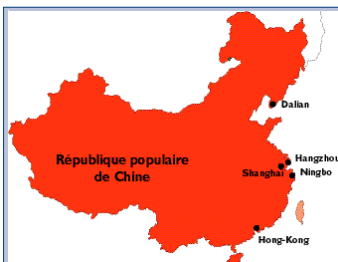 Dalian
République populaire
de Chine
Hangzhou
Shanghai
Ningbo
Hong-Kong